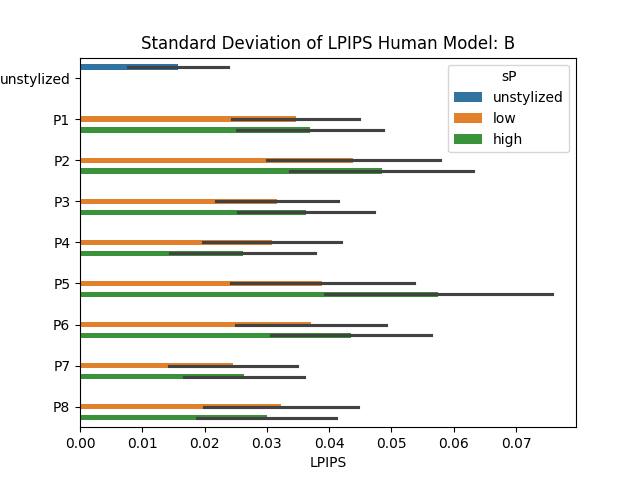 Standard Deviation of LPIPS Human Model: B
sP
unstylized
low
high
unstylized
P1
P2
P3
P4
P5
P6
P7
P8
0.00 0.01 0.02 0.03 0.04 0.05 0.06 0.07
LPIPS